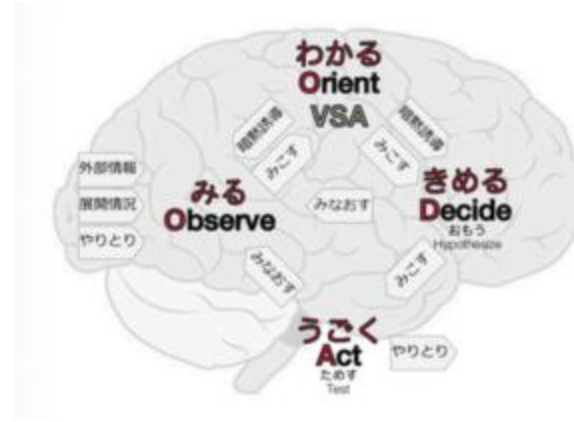 わかる
Orient
VSA
暗黙誘導
みこす
暗黙誘導
みこす
外部情報
展開情況
やりとり
みる
Observe
みなおす
きめる
Decide
おもう
Hypothesize
みなおす
みこす
うごく
Act
ためす
Test
やりとり